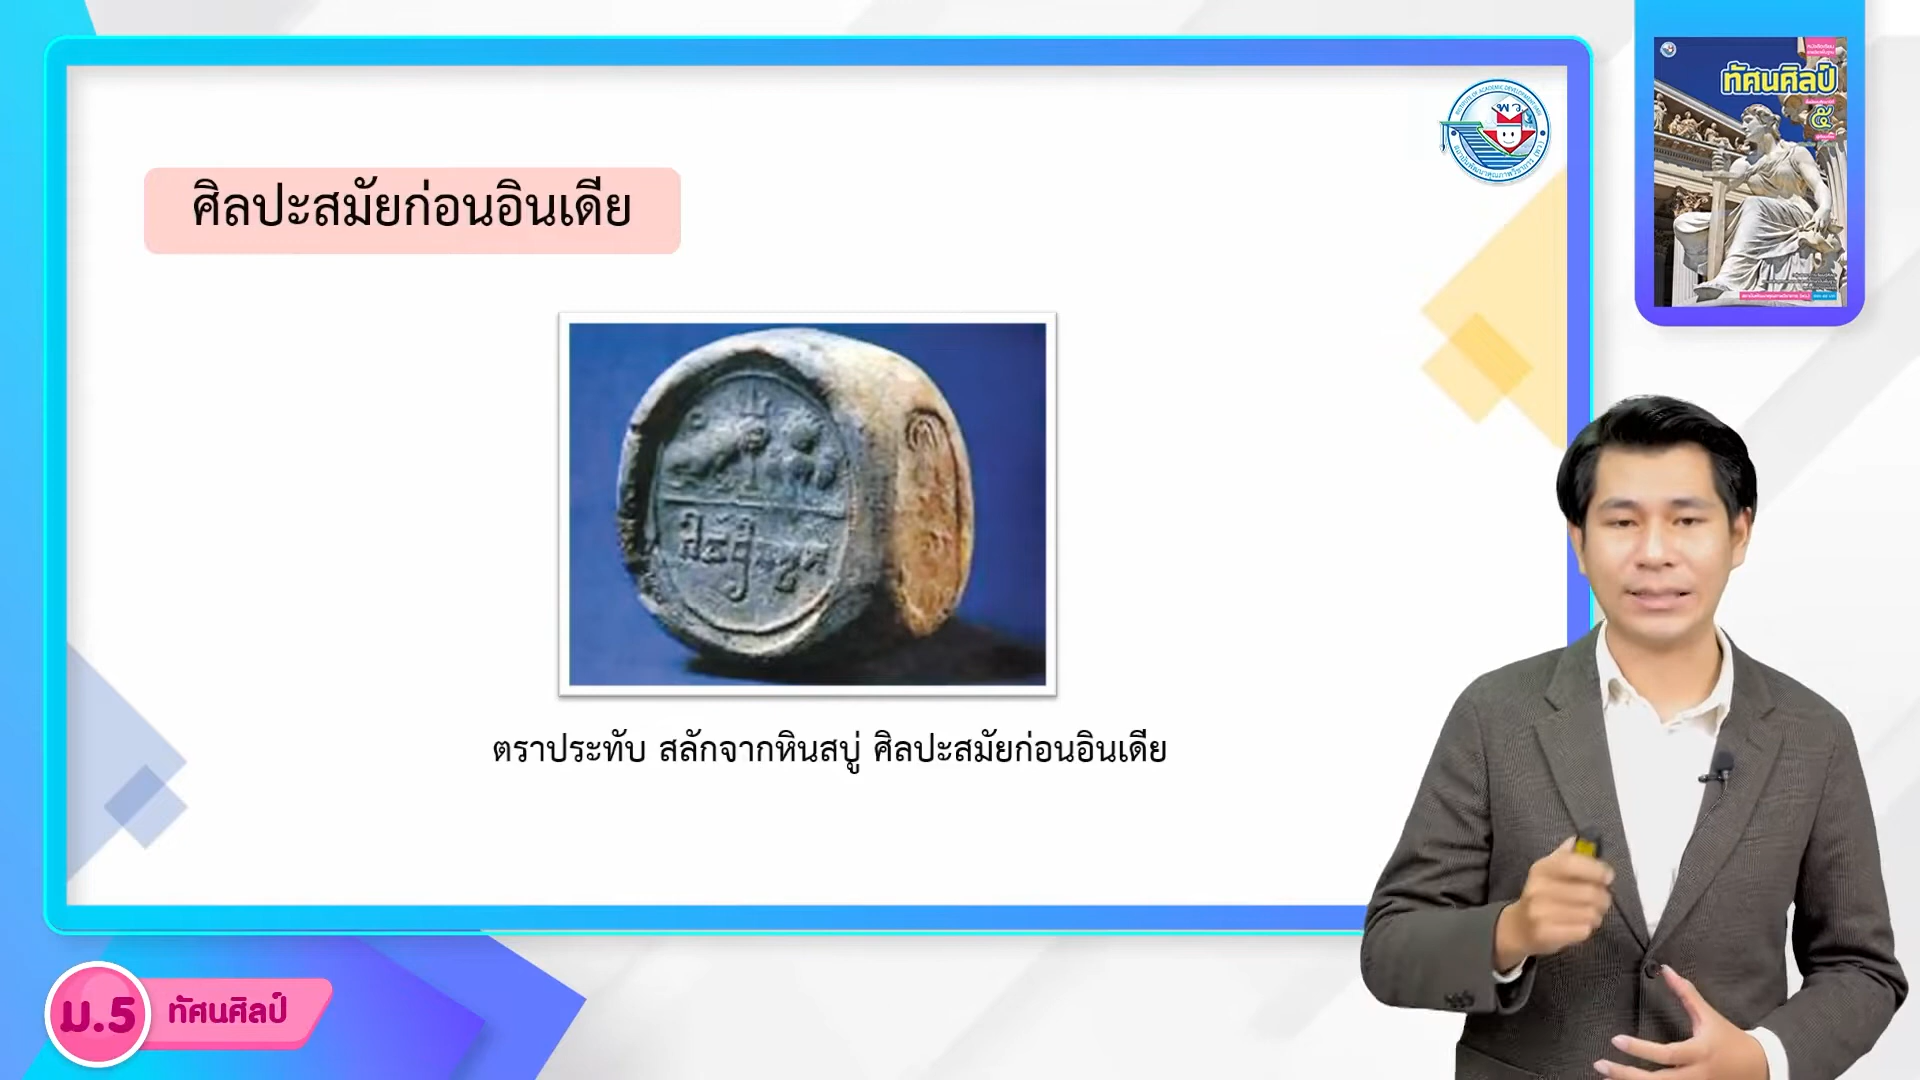 ศิลปะสมัยก่อนอินเดีย
ตราประทับ สลักจากหินสบู่ ศิลปะสมัยก่อนอินเดีย
พว
ทัศนศิลป์
๕
ม.5 ทัศนศิลป์